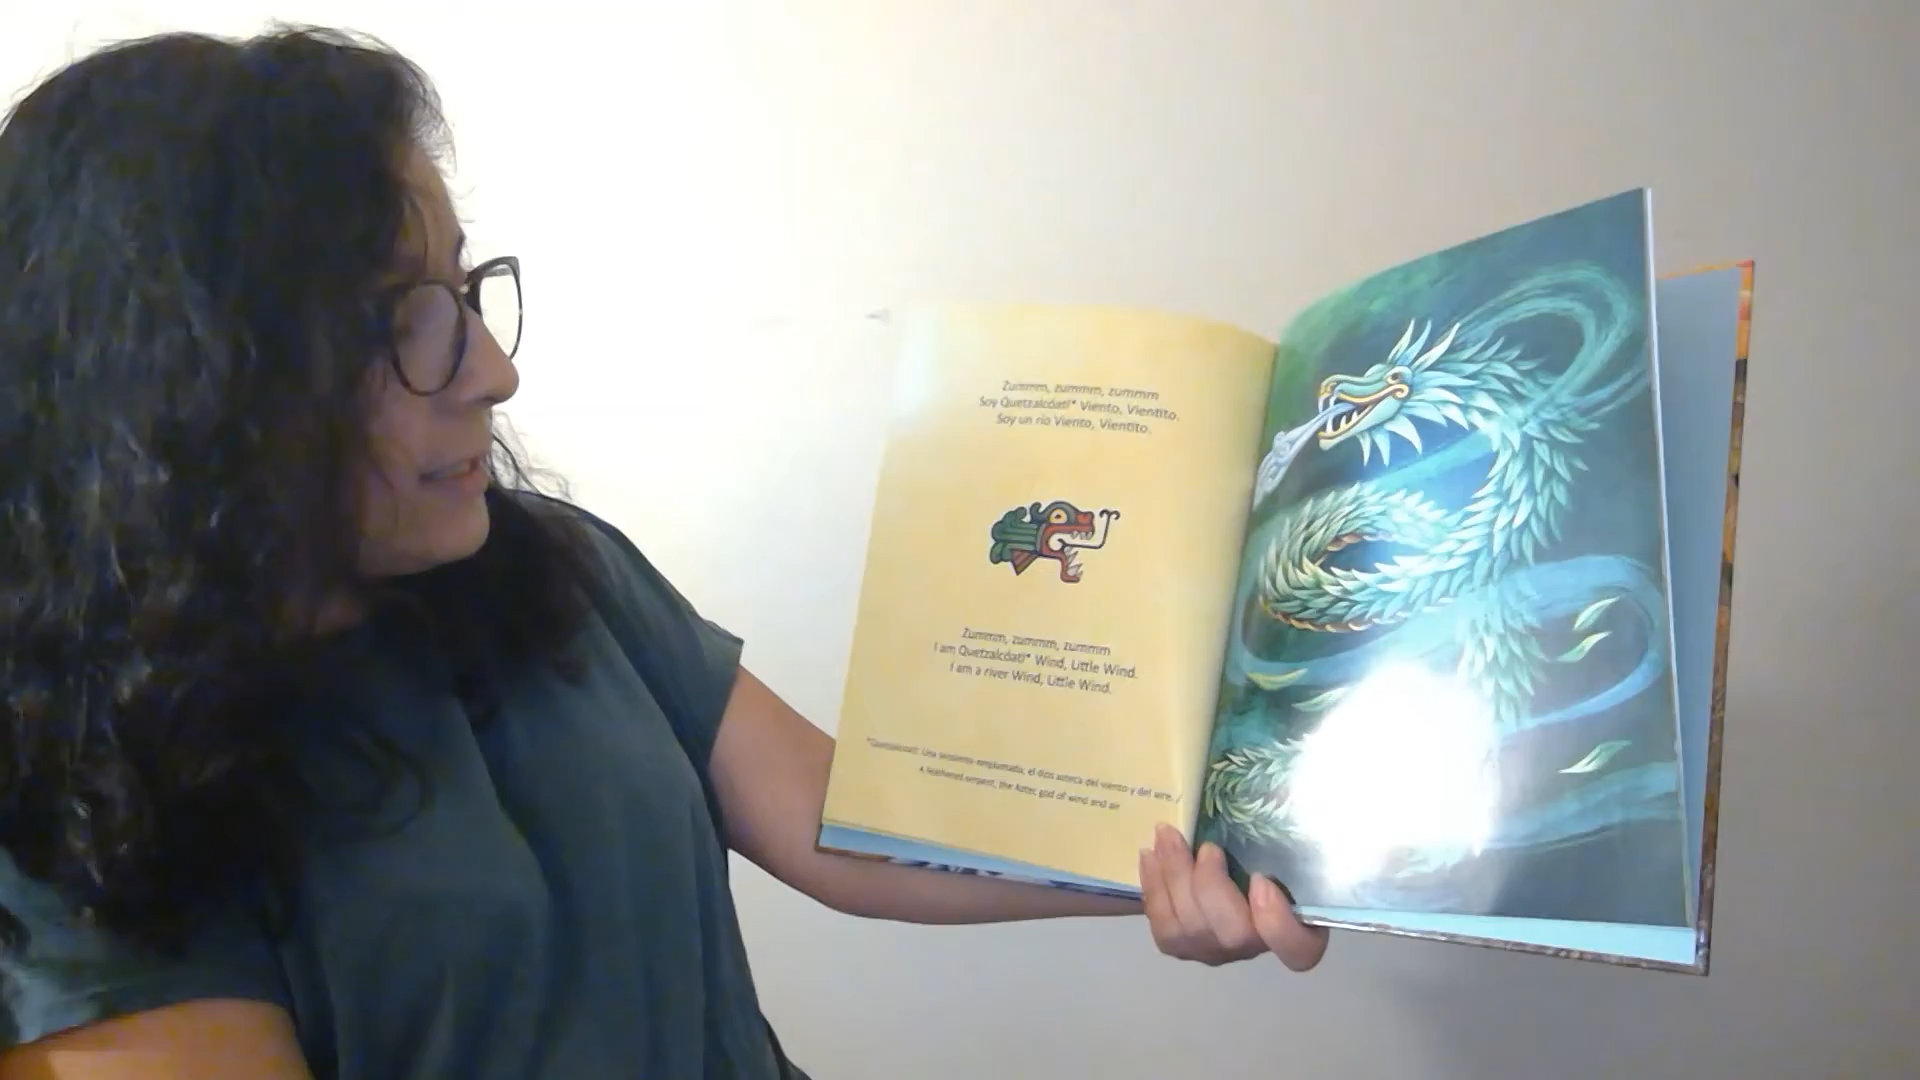 Zummm, zummm, zummm
Soy Quetzalcóatl* Viento, Vientito.
Soy un río Viento, Vientito.
Zummm, zummm, zummm
I am Quetzalcóatl* Wind, Little Wind.
I am a river Wind, Little Wind.
*Quetzalcóatl: Una serpiente emplumada; el dios azteca del viento y del aire. /
A feathered serpent, the Aztec god of wind and air